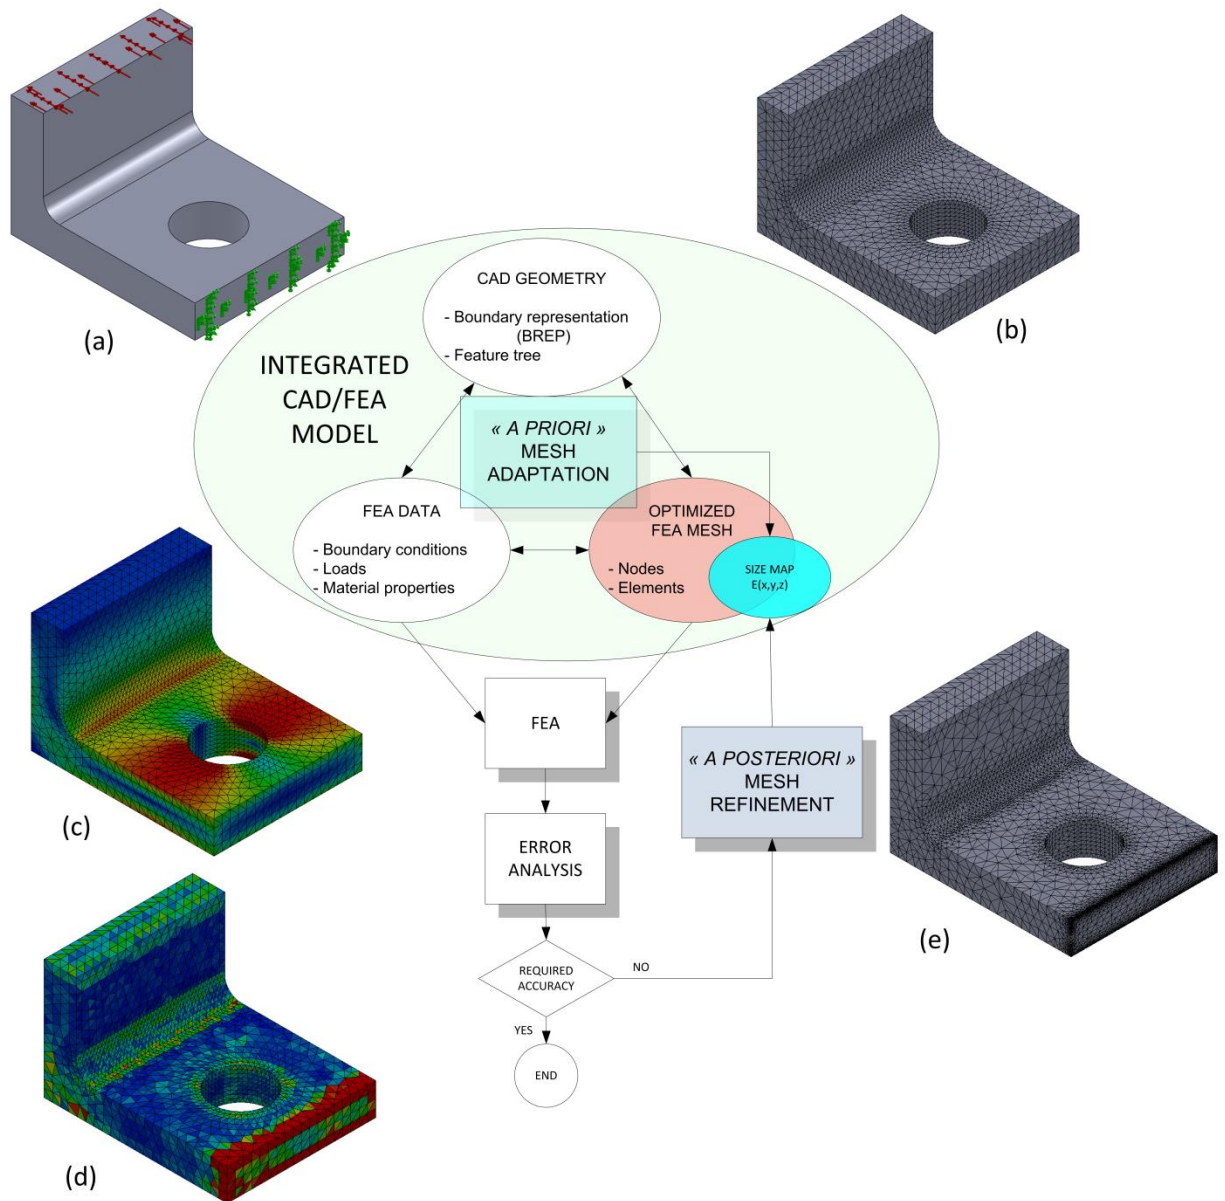 (a)
(b)
CAD GEOMETRY
- Boundary representation
(BREP)
- Feature tree
INTEGRATED
CAD/FEA
MODEL
« A PRIORI »
MESH
ADAPTATION
FEA DATA
- Boundary conditions
- Loads
- Material properties
OPTIMIZED
FEA MESH
- Nodes
- Elements
SIZE MAP
E(x,y,z)
(c)
FEA
« A POSTERIORI »
MESH
REFINEMENT
ERROR
ANALYSIS
(e)
REQUIRED
ACCURACY
NO
YES
END
(d)